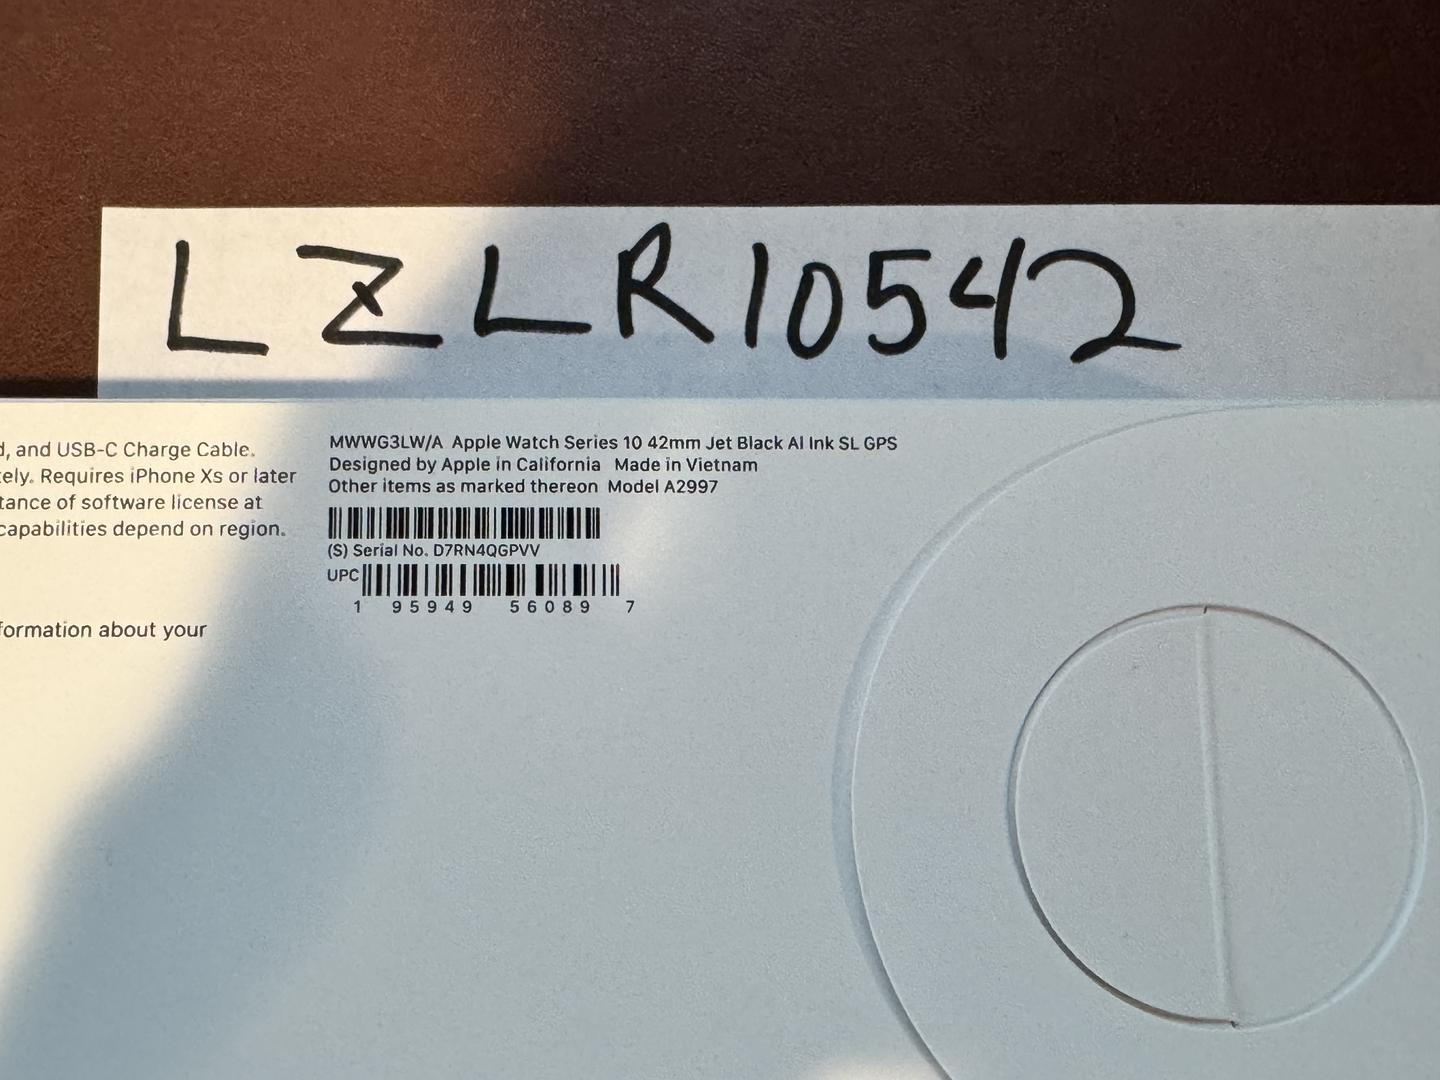 LZLR10542
d, and USB-C Charge Cable.
tely. Requires iPhone Xs or later
tance of software license at
capabilities depend on region.
formation about your
MWWG3LW/A Apple Watch Series 10 42mm Jet Black Al Ink SL GPS
Designed by Apple in California Made in Vietnam
Other items as marked thereon Model A2997
(S) Serial No. D7RN4QGPVV
UPC
1 95949 56089 7